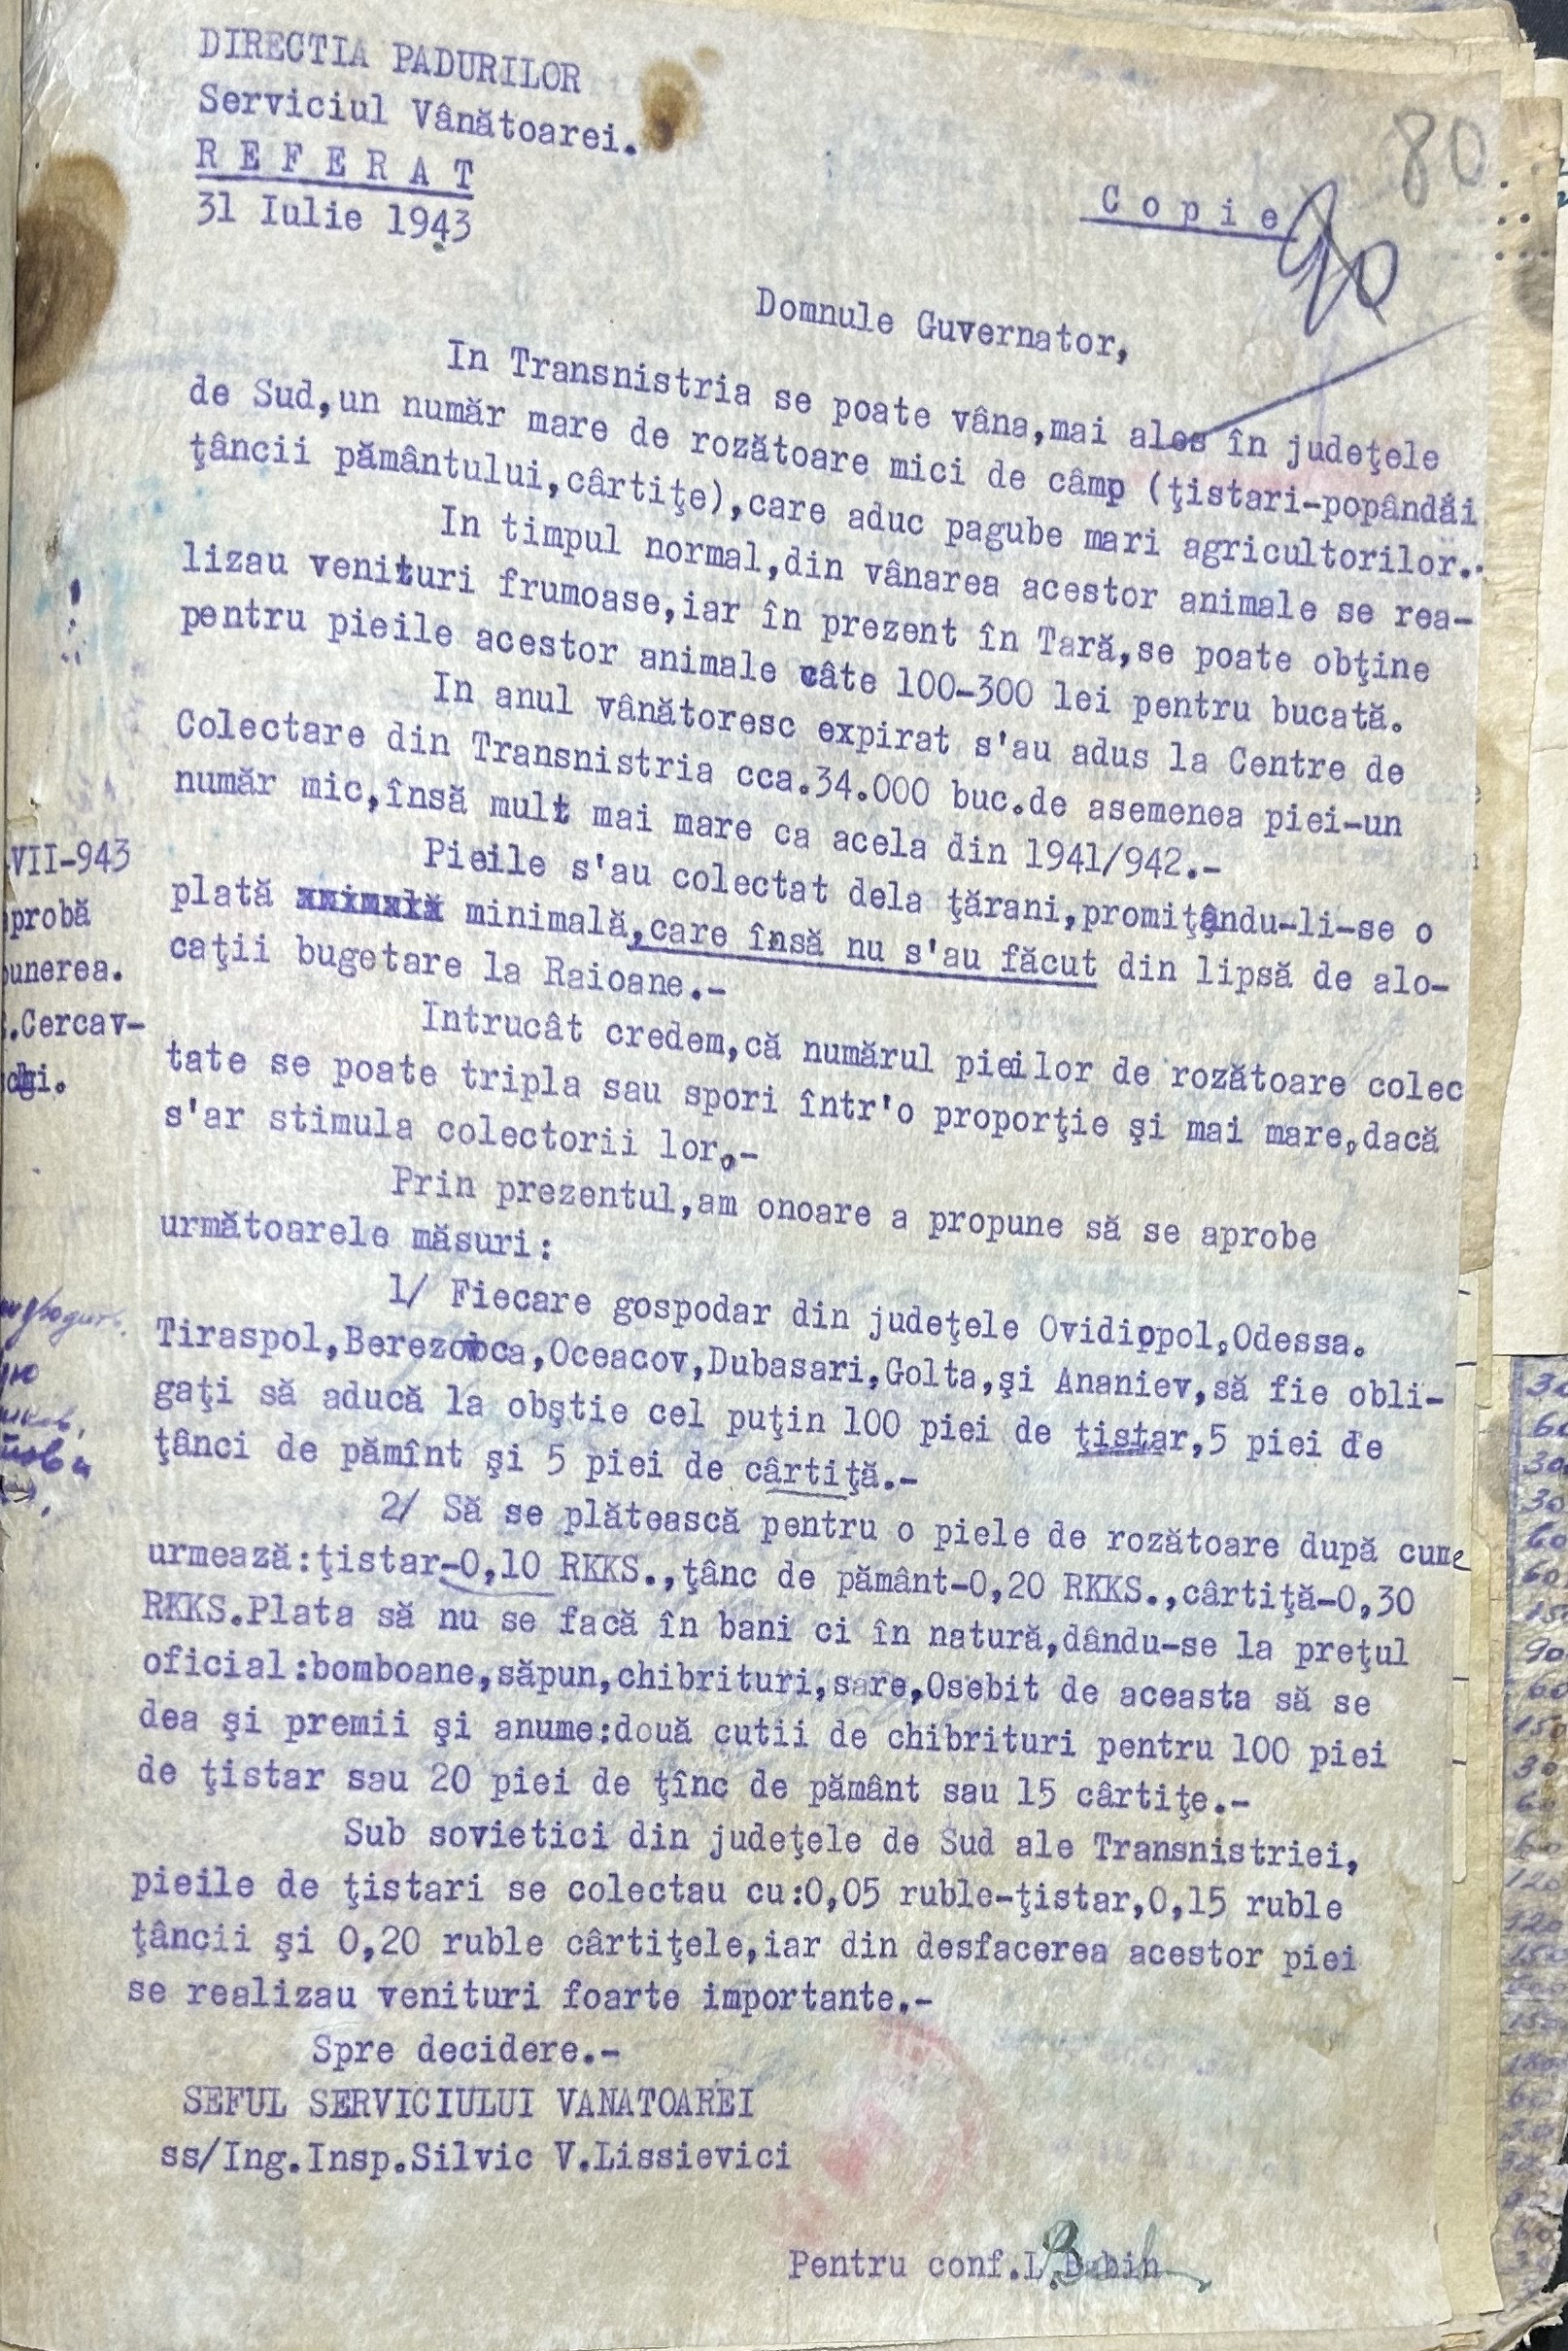 DIRECTIA PADURILOR
Serviciul Vânătoarei.
R E F E R A T
31 Iulie 1943
80
C o p i e
90
Domnule Guvernator,
In Transnistria se poate vâna,mai ales în judeţele
de Sud,un număr mare de rozătoare mici de câmp (ţistari-popândăi
ţâncii pământului,cârtiţe),care aduc pagube mari agricultorilor.
In timpul normal,din vânarea acestor animale se rea-
lizau venituri frumoase,iar în prezent în Tară,se poate obţine
pentru pieile acestor animale câte 100-300 lei pentru bucată.
In anul vânătoresc expirat s'au adus la Centre de
Colectare din Transnistria cca.34.000 buc.de asemenea piei-un
număr mic,însă mult mai mare ca acela din 1941/942.-
Pieile s'au colectat dela ţărani,promiţându-li-se o
plată minimală,care însă nu s'au făcut din lipsă de alo-
caţii bugetare la Raioane.-
Intrucât credem,că numărul pieilor de rozătoare colec
tate se poate tripla sau spori într'o proporţie şi mai mare,dacă
s'ar stimula colectorii lor.-
Prin prezentul,am onoare a propune să se aprobe
următoarele măsuri:
1/ Fiecare gospodar din judeţele Ovidiopol,Odessa.
Tiraspol,Berezovca,Oceacov,Dubasari,Golta,şi Ananiev,să fie obli-
gaţi să aducă la obştie cel puţin 100 piei de ţistar,5 piei de
ţânci de pămînt şi 5 piei de cârtiţă.-
2/ Să se plătească pentru o piele de rozătoare după cume
urmează:ţistar-0,10 RKKS.,ţânc de pământ-0,20 RKKS.,cârtiţă-0,30
RKKS.Plata să nu se facă în bani ci în natură,dându-se la preţul
oficial:bomboane,săpun,chibrituri,sare,Osebit de aceasta să se
dea şi premii şi anume:două cutii de chibrituri pentru 100 piei
de ţistar sau 20 piei de ţînc de pământ sau 15 cârtiţe.-
Sub sovietici din judeţele de Sud ale Transnistriei,
pieile de ţistari se colectau cu:0,05 ruble-ţistar,0,15 ruble
ţâncii şi 0,20 ruble cârtiţele,iar din desfacerea acestor piei
se realizau venituri foarte importante.-
Spre decidere.-
SEFUL SERVICIULUI VANATOAREI
ss/Ing.Insp.Silvic V.Lissievici
Pentru conf.L.Dubin
-VII-943
aprobă
punerea.
.Cercav-
schi.